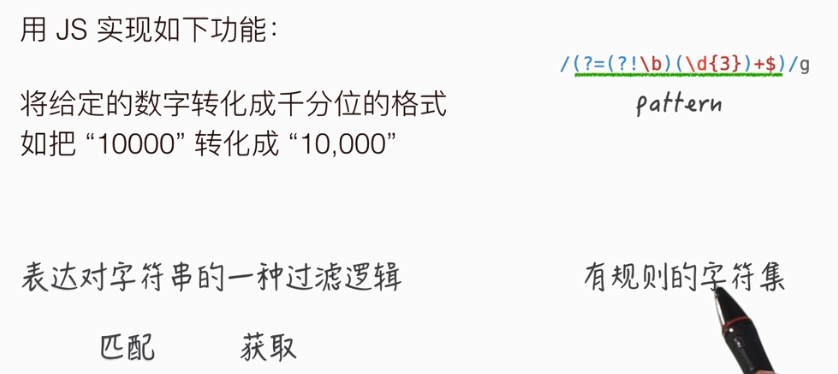 用 JS 实现如下功能：
/(?=(?!\b)(\d{3})+$)/g
pattern
将给定的数字转化成千分位的格式
如把 “10000” 转化成 “10,000”
表达对字符串的一种过滤逻辑
有规则的字符集
匹配 获取